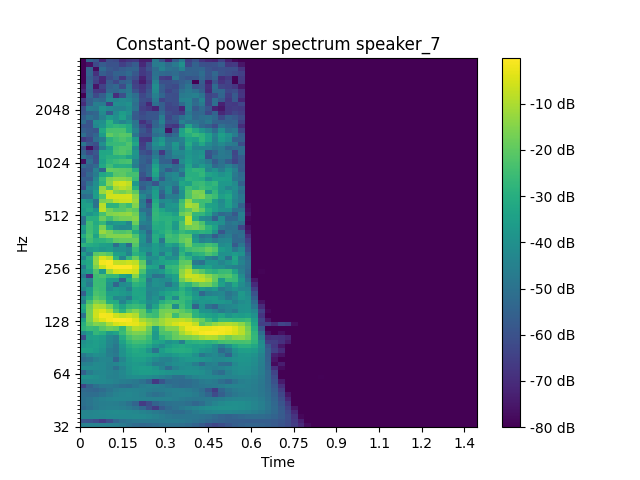 Constant-Q power spectrum speaker_7
Hz
2048
1024
512
256
128
64
32
0 0.15 0.3 0.45 0.6 0.75 0.9 1.1 1.2 1.4
Time
-10 dB
-20 dB
-30 dB
-40 dB
-50 dB
-60 dB
-70 dB
-80 dB